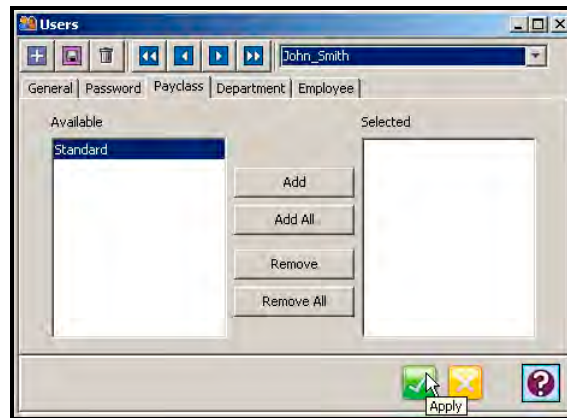 Users
John_Smith
General Password Payclass Department Employee
Available Selected
Standard
Add
Add All
Remove
Remove All
?
Apply